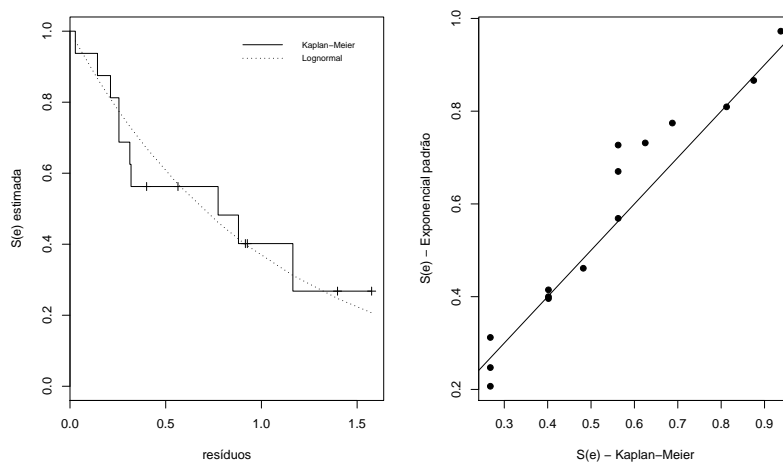 S(e) estimada
1.0
0.8
0.6
0.4
0.2
0.0
Kaplan−Meier
Lognormal
0.0 0.5 1.0 1.5
resíduos
S(e) − Exponencial padrão
1.0
0.8
0.6
0.4
0.2
0.3 0.4 0.5 0.6 0.7 0.8 0.9
S(e) − Kaplan−Meier